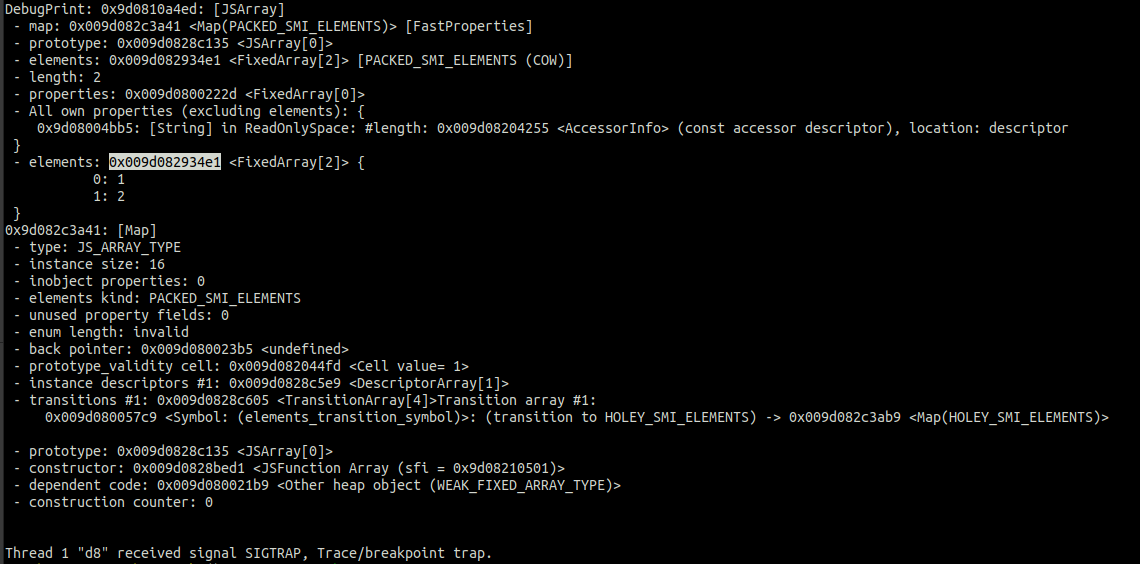 DebugPrint: 0x9d0810a4ed: [JSArray]
- map: 0x009d082c3a41 <Map(PACKED_SMI_ELEMENTS)> [FastProperties]
- prototype: 0x009d0828c135 <JSArray[0]>
- elements: 0x009d082934e1 <FixedArray[2]> [PACKED_SMI_ELEMENTS (COW)]
- length: 2
- properties: 0x009d0800222d <FixedArray[0]>
- All own properties (excluding elements): {
0x9d08004bb5: [String] in ReadOnlySpace: #length: 0x009d08204255 <AccessorInfo> (const accessor descriptor), location: descriptor
}
- elements: 0x009d082934e1 <FixedArray[2]> {
0: 1
1: 2
}
0x9d082c3a41: [Map]
- type: JS_ARRAY_TYPE
- instance size: 16
- inobject properties: 0
- elements kind: PACKED_SMI_ELEMENTS
- unused property fields: 0
- enum length: invalid
- back pointer: 0x009d080023b5 <undefined>
- prototype_validity cell: 0x009d082044fd <Cell value= 1>
- instance descriptors #1: 0x009d0828c5e9 <DescriptorArray[1]>
- transitions #1: 0x009d0828c605 <TransitionArray[4]>Transition array #1:
0x009d080057c9 <Symbol: (elements_transition_symbol)>: (transition to HOLEY_SMI_ELEMENTS) -> 0x009d082c3ab9 <Map(HOLEY_SMI_ELEMENTS)>
- prototype: 0x009d0828c135 <JSArray[0]>
- constructor: 0x009d0828bed1 <JSFunction Array (sfi = 0x9d08210501)>
- dependent code: 0x009d080021b9 <Other heap object (WEAK_FIXED_ARRAY_TYPE)>
- construction counter: 0
Thread 1 "d8" received signal SIGTRAP, Trace/breakpoint trap.